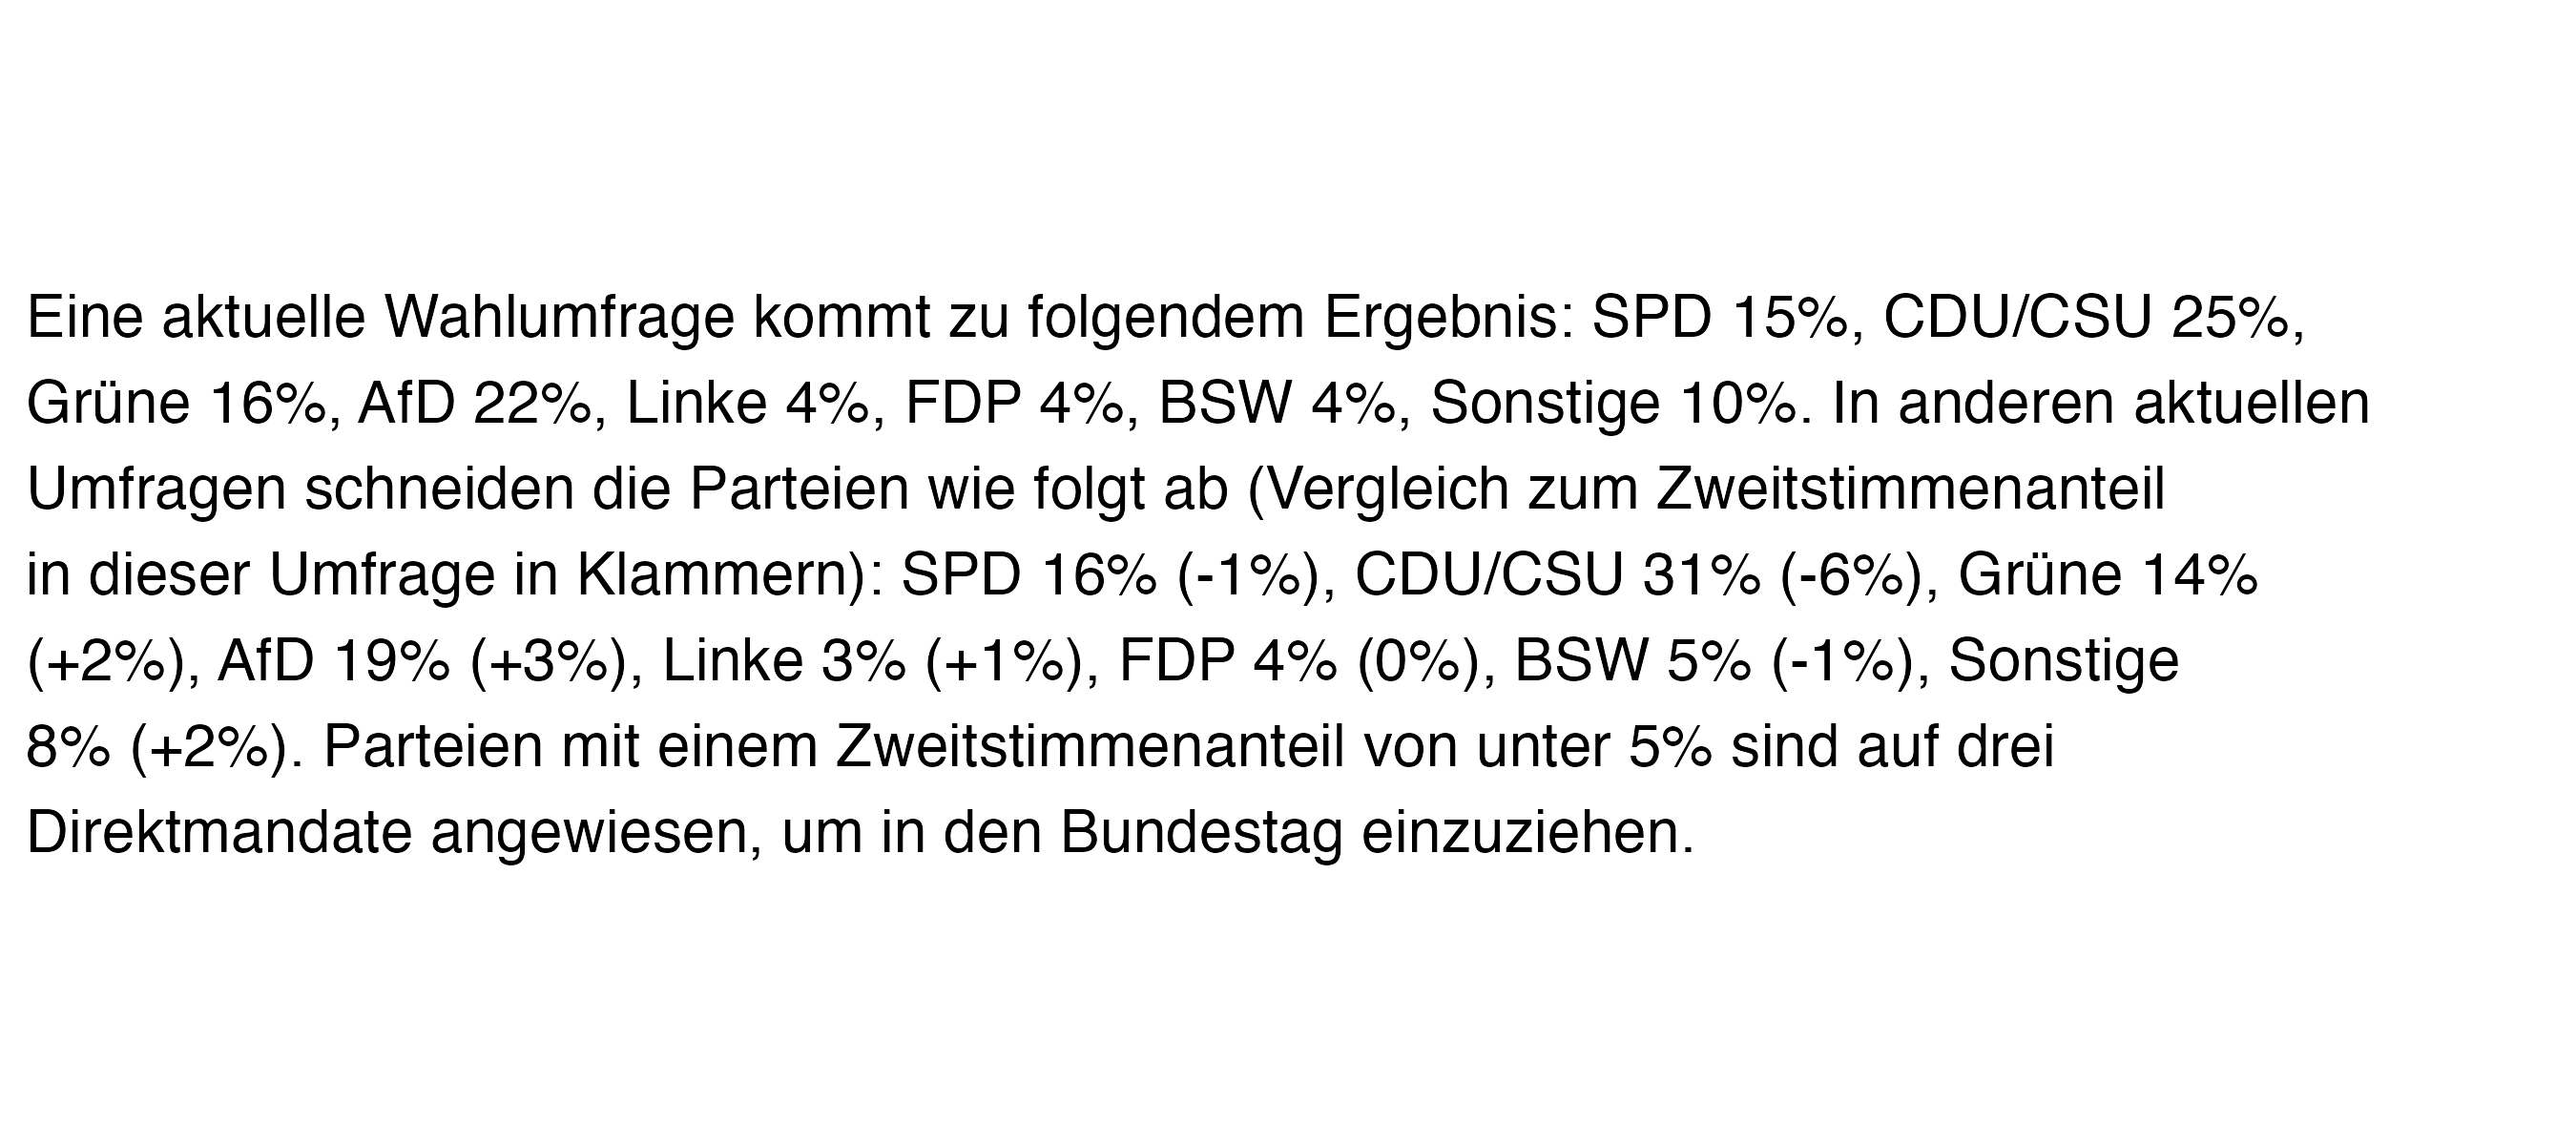 Eine aktuelle Wahlumfrage kommt zu folgendem Ergebnis: SPD 15%, CDU/CSU 25%,
Grüne 16%, AfD 22%, Linke 4%, FDP 4%, BSW 4%, Sonstige 10%. In anderen aktuellen
Umfragen schneiden die Parteien wie folgt ab (Vergleich zum Zweitstimmenanteil
in dieser Umfrage in Klammern): SPD 16% (-1%), CDU/CSU 31% (-6%), Grüne 14%
(+2%), AfD 19% (+3%), Linke 3% (+1%), FDP 4% (0%), BSW 5% (-1%), Sonstige
8% (+2%). Parteien mit einem Zweitstimmenanteil von unter 5% sind auf drei
Direktmandate angewiesen, um in den Bundestag einzuziehen.